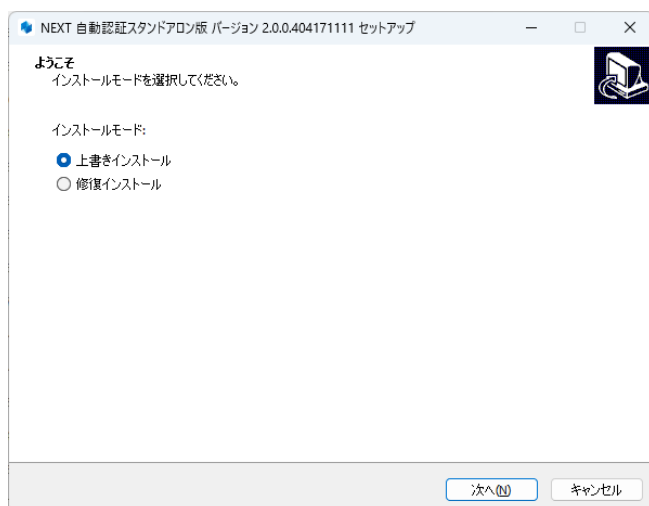 NEXT 自動認証スタンドアロン版 バージョン 2.0.0.404171111 セットアップ
ようこそ
インストールモードを選択してください。
インストールモード:
上書きインストール
修復インストール
次へ(N)
キャンセル